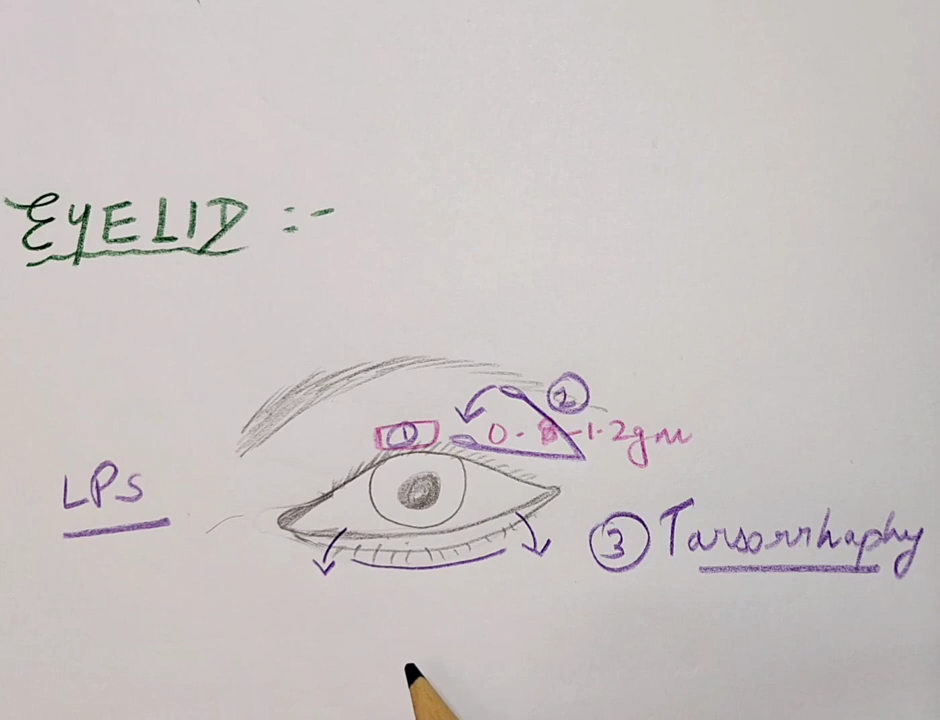 EYELID :-
②
① 0.8-1.2gm
LPS
③ Tarsorrhaphy